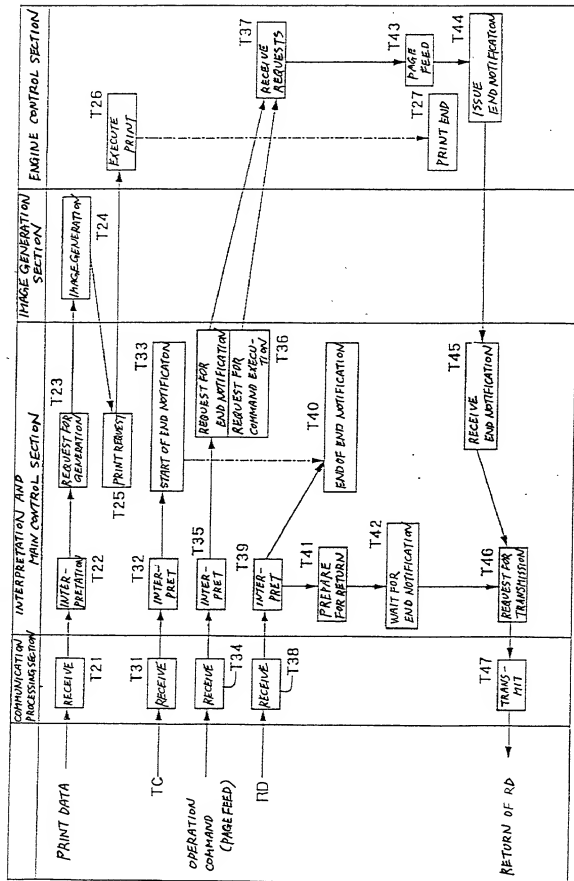 COMMUNICATION
PROCESSING SECTION
INTERPRETATION AND
MAIN CONTROL SECTION
IMAGE GENERATION
SECTION
ENGINE CONTROL SECTION
PRINT DATA
RECEIVE
T21
INTER-
PRETATION
T22
REQUEST FOR
GENERATION
T23
IMAGE GENERATION
T24
PRINT REQUEST
T25
EXECUTE
PRINT
T26
PRINT END
T27
TC
RECEIVE
T31
INTER-
PRET
T32
START OF END NOTIFICATON
T33
OPERATION
COMMAND
(PAGE FEED)
RECEIVE
T34
INTER-
PRET
T35
REQUEST FOR
END NOTIFICATION
REQUEST FOR
COMMAND EXECU-
TION
T36
RECEIVE
REQUESTS
T37
RD
RECEIVE
T38
INTER-
PRET
T39
END OF END NOTIFICATION
T40
PREPARE
FOR RETURN
T41
WAIT FOR
END NOTIFICATION
T42
PAGE
FEED
T43
ISSUE
END NOTIFICATION
T44
RECEIVE
END NOTIFICATION
T45
REQUEST FOR
TRANSMISSION
T46
TRANS-
MIT
T47
RETURN OF RD